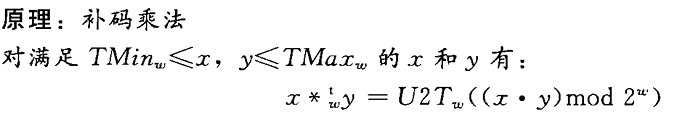 原理：补码乘法
对满足 TMin_w≤x，y≤TMax_w 的 x 和 y 有：
x *^t_w y = U2T_w((x·y)mod 2^w)